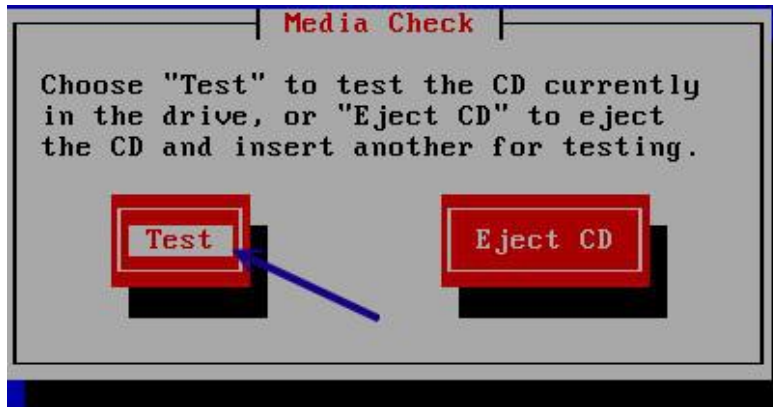 Media Check
Choose "Test" to test the CD currently
in the drive, or "Eject CD" to eject
the CD and insert another for testing.
Test
Eject CD